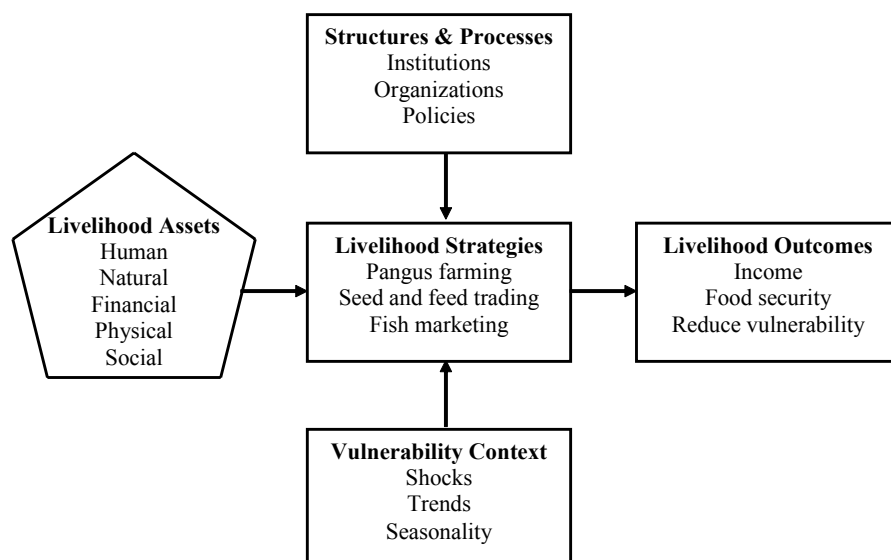 Structures & Processes
Institutions
Organizations
Policies
Livelihood Assets
Human
Natural
Financial
Physical
Social
Livelihood Strategies
Pangus farming
Seed and feed trading
Fish marketing
Livelihood Outcomes
Income
Food security
Reduce vulnerability
Vulnerability Context
Shocks
Trends
Seasonality